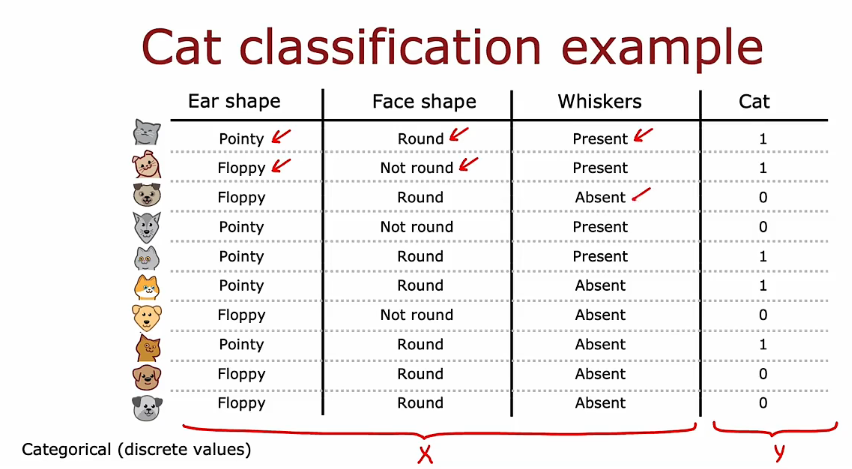 Cat classification example
Ear shape Face shape Whiskers Cat
Pointy Round Present 1
Floppy Not round Present 1
Floppy Round Absent 0
Pointy Not round Present 0
Pointy Round Present 1
Pointy Round Absent 1
Floppy Not round Absent 0
Pointy Round Absent 1
Floppy Round Absent 0
Floppy Round Absent 0
Categorical (discrete values) X y